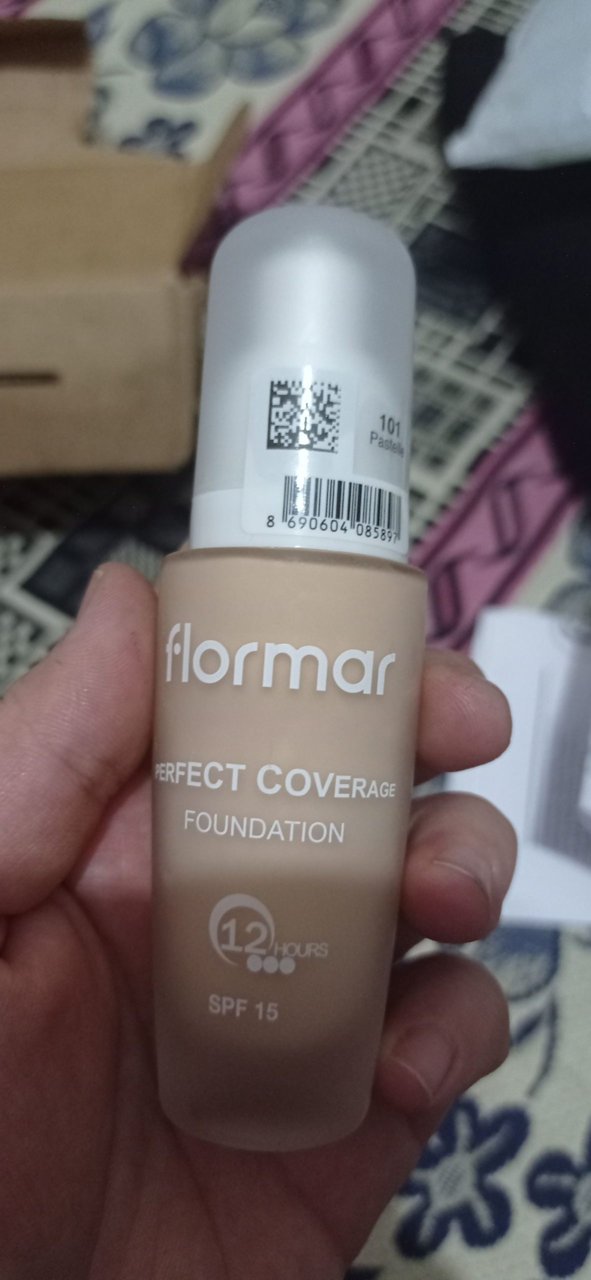 101
Pastelle
8 690604 085897
flormar
PERFECT COVERAGE
FOUNDATION
12 HOURS
SPF 15